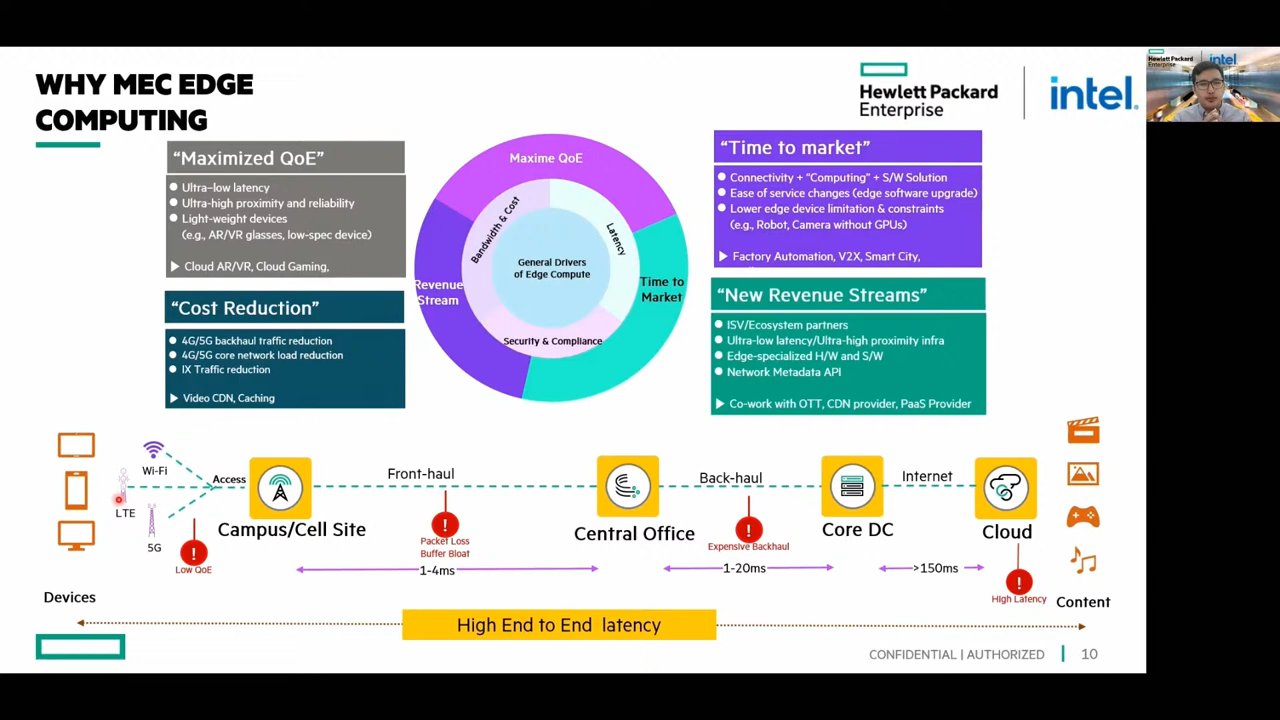 WHY MEC EDGE
COMPUTING
Hewlett Packard
Enterprise
intel.
Hewlett Packard
Enterprise
intel
"Maximized QoE"
Ultra-low latency
Ultra-high proximity and reliability
Light-weight devices
(e.g., AR/VR glasses, low-spec device)
Cloud AR/VR, Cloud Gaming,
"Cost Reduction"
4G/5G backhaul traffic reduction
4G/5G core network load reduction
IX Traffic reduction
Video CDN, Caching
Maxime QoE
Bandwidth & Cost
Latency
General Drivers
of Edge Compute
Revenue
Stream
Time to
Market
Security & Compliance
"Time to market"
Connectivity + "Computing" + S/W Solution
Ease of service changes (edge software upgrade)
Lower edge device limitation & constraints
(e.g., Robot, Camera without GPUs)
Factory Automation, V2X, Smart City,
"New Revenue Streams"
ISV/Ecosystem partners
Ultra-low latency/Ultra-high proximity infra
Edge-specialized H/W and S/W
Network Metadata API
Co-work with OTT, CDN provider, PaaS Provider
Wi-Fi
LTE
5G
Access
Low QoE
Campus/Cell Site
Front-haul
Packet Loss
Buffer Bloat
1-4ms
Central Office
Back-haul
Expensive Backhaul
1-20ms
Core DC
Internet
>150ms
Cloud
High Latency
Devices
Content
High End to End latency
CONFIDENTIAL | AUTHORIZED
10